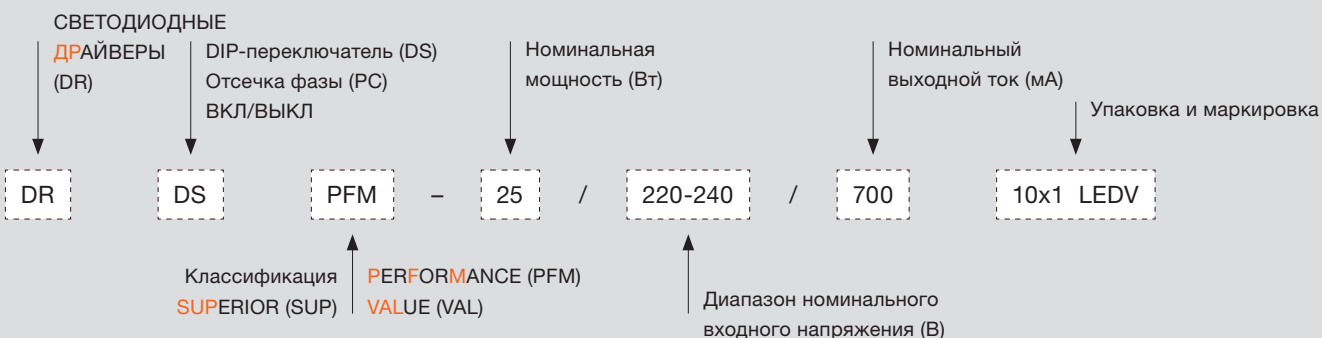 СВЕТОДИОДНЫЕ
ДРАЙВЕРЫ
(DR)
DIP-переключатель (DS)
Отсечка фазы (PC)
ВКЛ/ВЫКЛ
Номинальная
мощность (Вт)
Номинальный
выходной ток (мА)
Упаковка и маркировка
DR DS PFM – 25 / 220-240 / 700 10x1 LEDV
Классификация
SUPERIOR (SUP)
PERFORMANCE (PFM)
VALUE (VAL)
Диапазон номинального
входного напряжения (В)